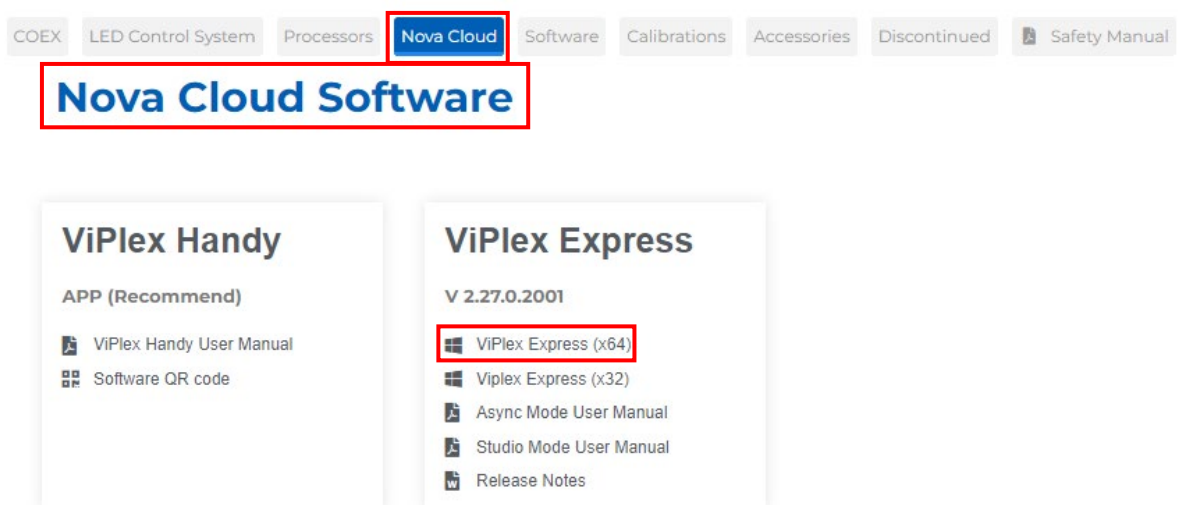 COEX LED Control System Processors Nova Cloud Software Calibrations Accessories Discontinued Safety Manual
Nova Cloud Software
ViPlex Handy
APP (Recommend)
ViPlex Handy User Manual
Software QR code
ViPlex Express
V 2.27.0.2001
ViPlex Express (x64)
Viplex Express (x32)
Async Mode User Manual
Studio Mode User Manual
Release Notes